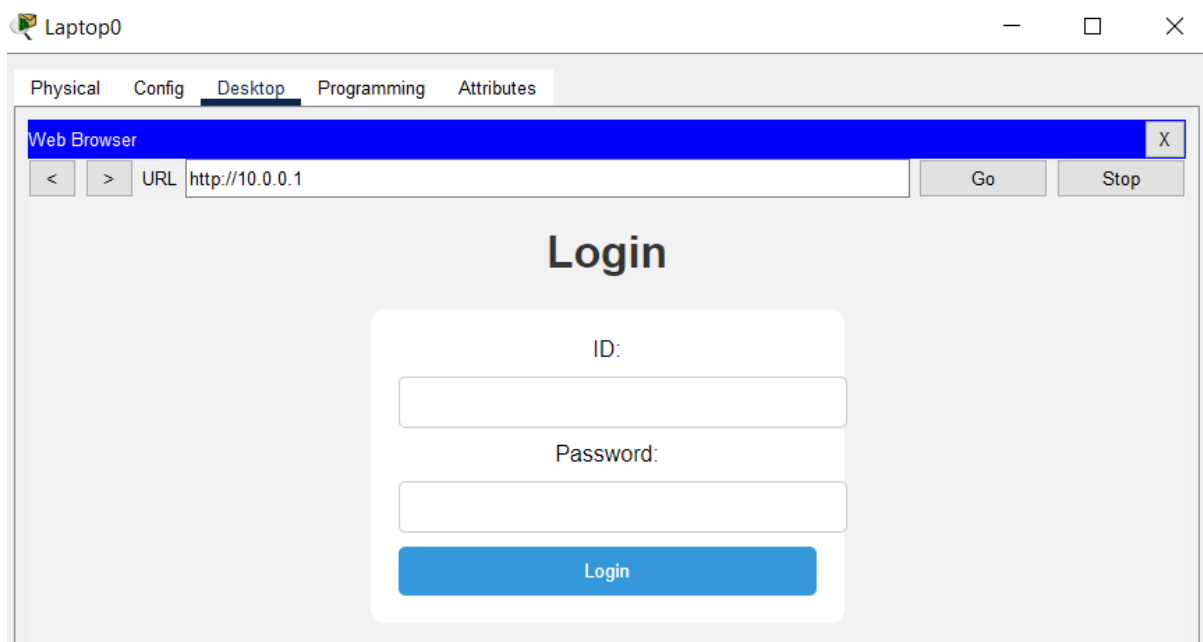 Laptop0
Physical Config Desktop Programming Attributes
Web Browser X
< > URL http://10.0.0.1 Go Stop
Login
ID:
Password:
Login